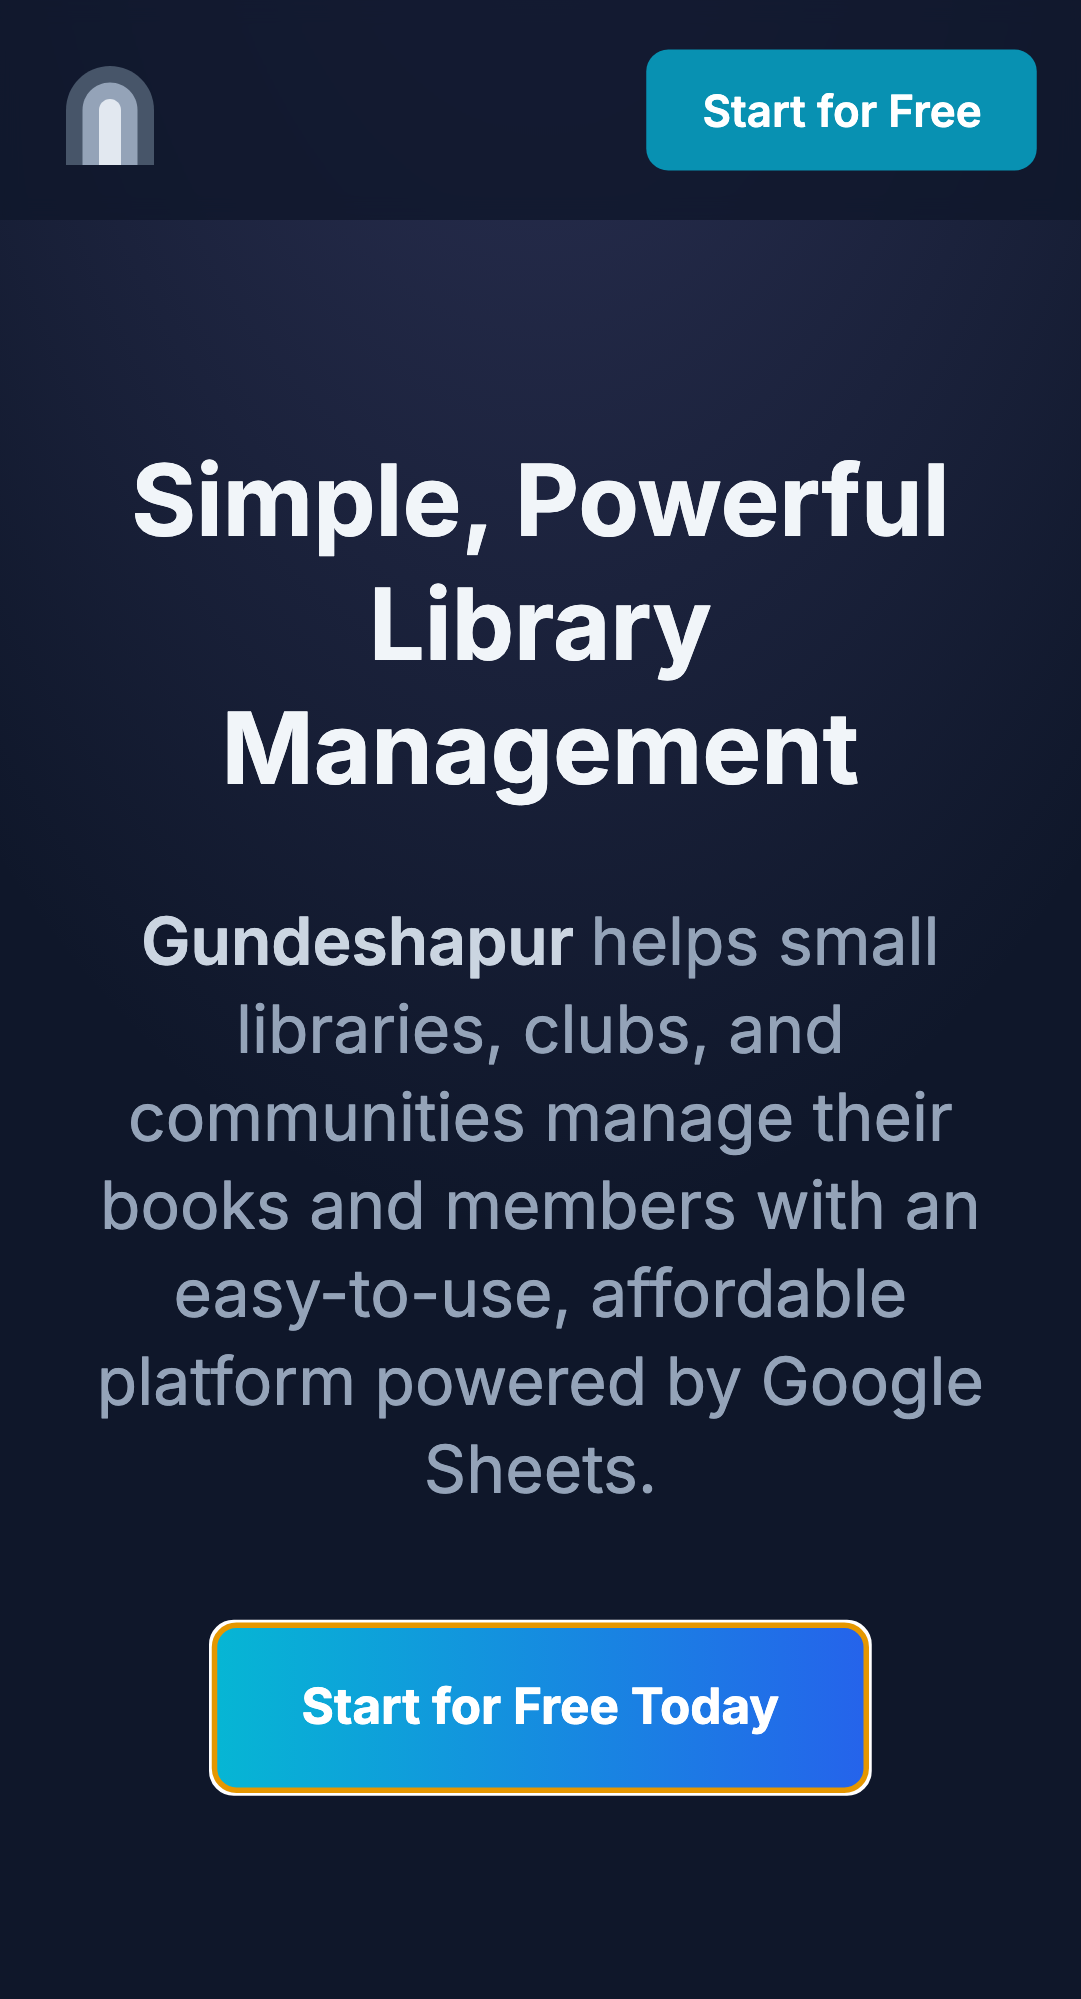 Start for Free
Simple, Powerful
Library
Management
Gundeshapur helps small
libraries, clubs, and
communities manage their
books and members with an
easy-to-use, affordable
platform powered by Google
Sheets.
Start for Free Today